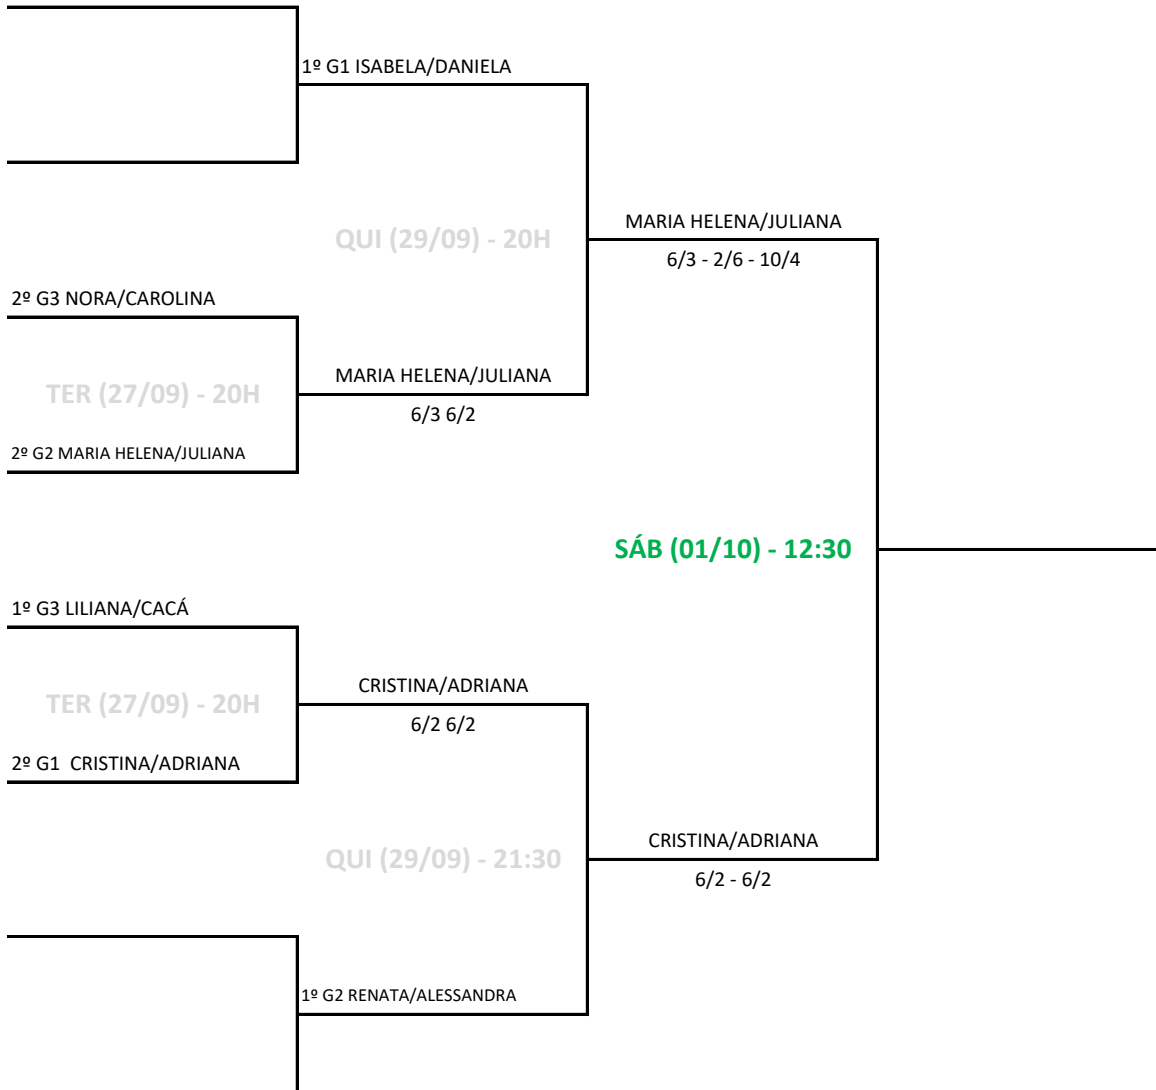 1º G1 ISABELA/DANIELA
QUI (29/09) - 20H
MARIA HELENA/JULIANA
6/3 - 2/6 - 10/4
2º G3 NORA/CAROLINA
TER (27/09) - 20H
MARIA HELENA/JULIANA
6/3 6/2
2º G2 MARIA HELENA/JULIANA
SÁB (01/10) - 12:30
1º G3 LILIANA/CACÁ
TER (27/09) - 20H
CRISTINA/ADRIANA
6/2 6/2
2º G1  CRISTINA/ADRIANA
QUI (29/09) - 21:30
CRISTINA/ADRIANA
6/2 - 6/2
1º G2 RENATA/ALESSANDRA